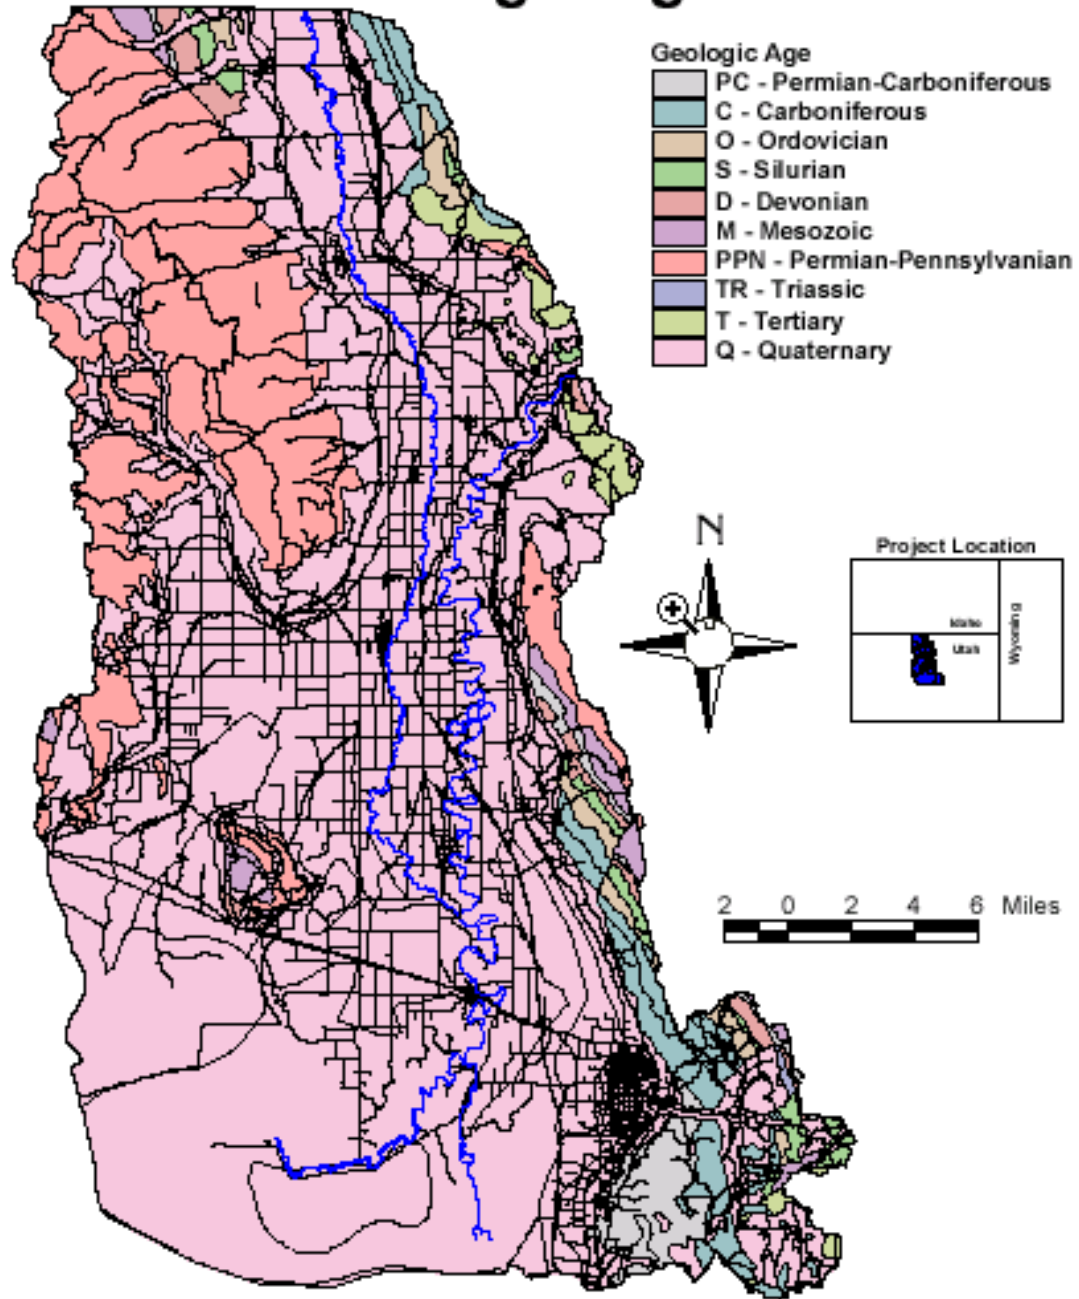 Geologic Age
PC - Permian-Carboniferous
C - Carboniferous
O - Ordovician
S - Silurian
D - Devonian
M - Mesozoic
PPN - Permian-Pennsylvanian
TR - Triassic
T - Tertiary
Q - Quaternary
N
Project Location
Idaho
Utah
Wyoming
2 0 2 4 6 Miles